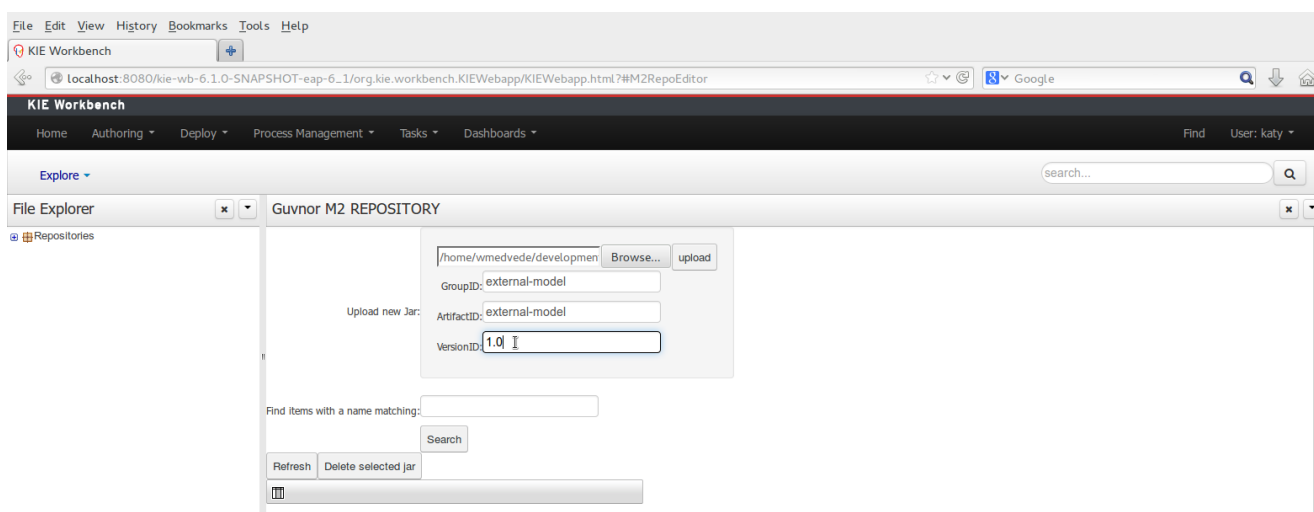 File Edit View History Bookmarks Tools Help
KIE Workbench
localhost:8080/kie-wb-6.1.0-SNAPSHOT-eap-6_1/org.kie.workbench.KIEWebapp/KIEWebapp.html?#M2RepoEditor Google
KIE Workbench
Home Authoring Deploy Process Management Tasks Dashboards Find User: katy
Explore search...
File Explorer Guvnor M2 REPOSITORY
Repositories
/home/wmedvede/developmen Browse... upload
GroupID: external-model
Upload new Jar: ArtifactID: external-model
VersionID: 1.0
Find items with a name matching:
Search
Refresh Delete selected jar